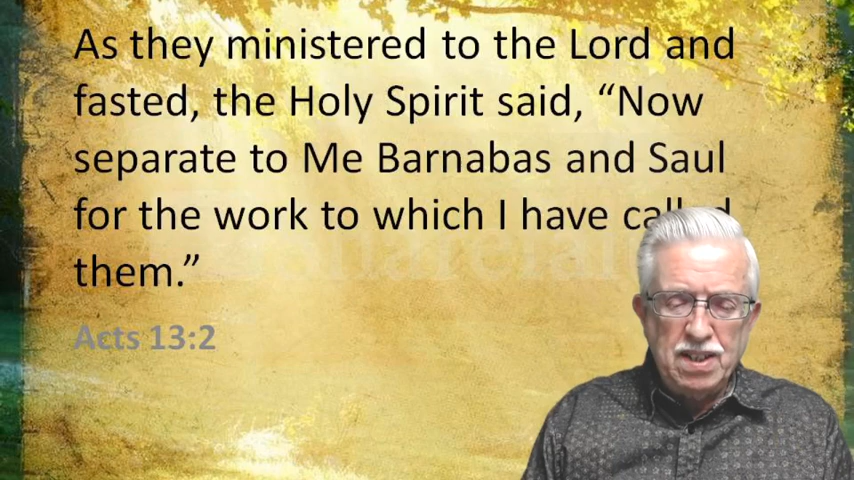 As they ministered to the Lord and
fasted, the Holy Spirit said, “Now
separate to Me Barnabas and Saul
for the work to which I have called
them.”
Acts 13:2